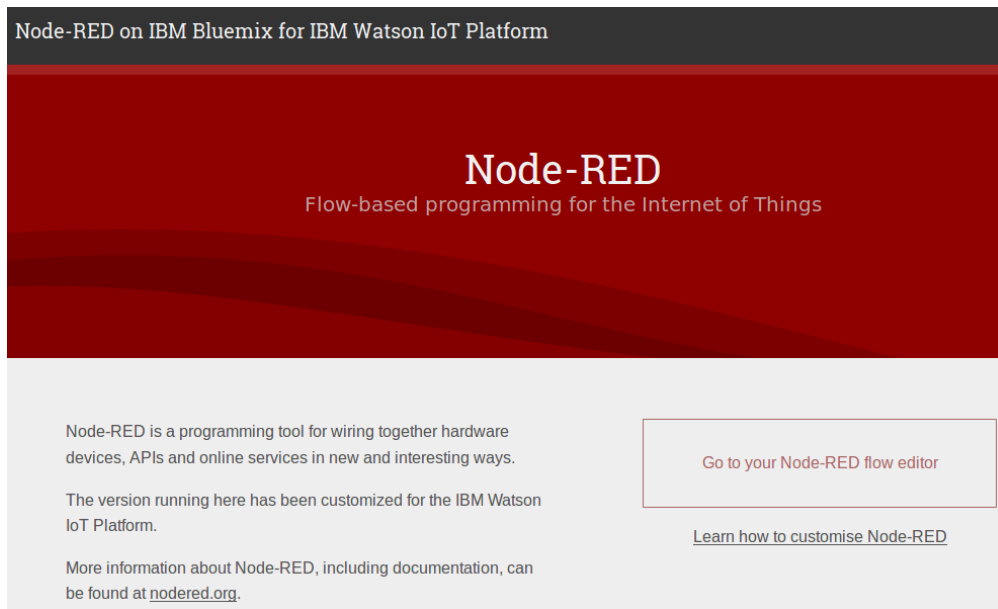 Node-RED on IBM Bluemix for IBM Watson IoT Platform
Node-RED
Flow-based programming for the Internet of Things
Node-RED is a programming tool for wiring together hardware
devices, APIs and online services in new and interesting ways.
The version running here has been customized for the IBM Watson
IoT Platform.
More information about Node-RED, including documentation, can
be found at nodered.org.
Go to your Node-RED flow editor
Learn how to customise Node-RED